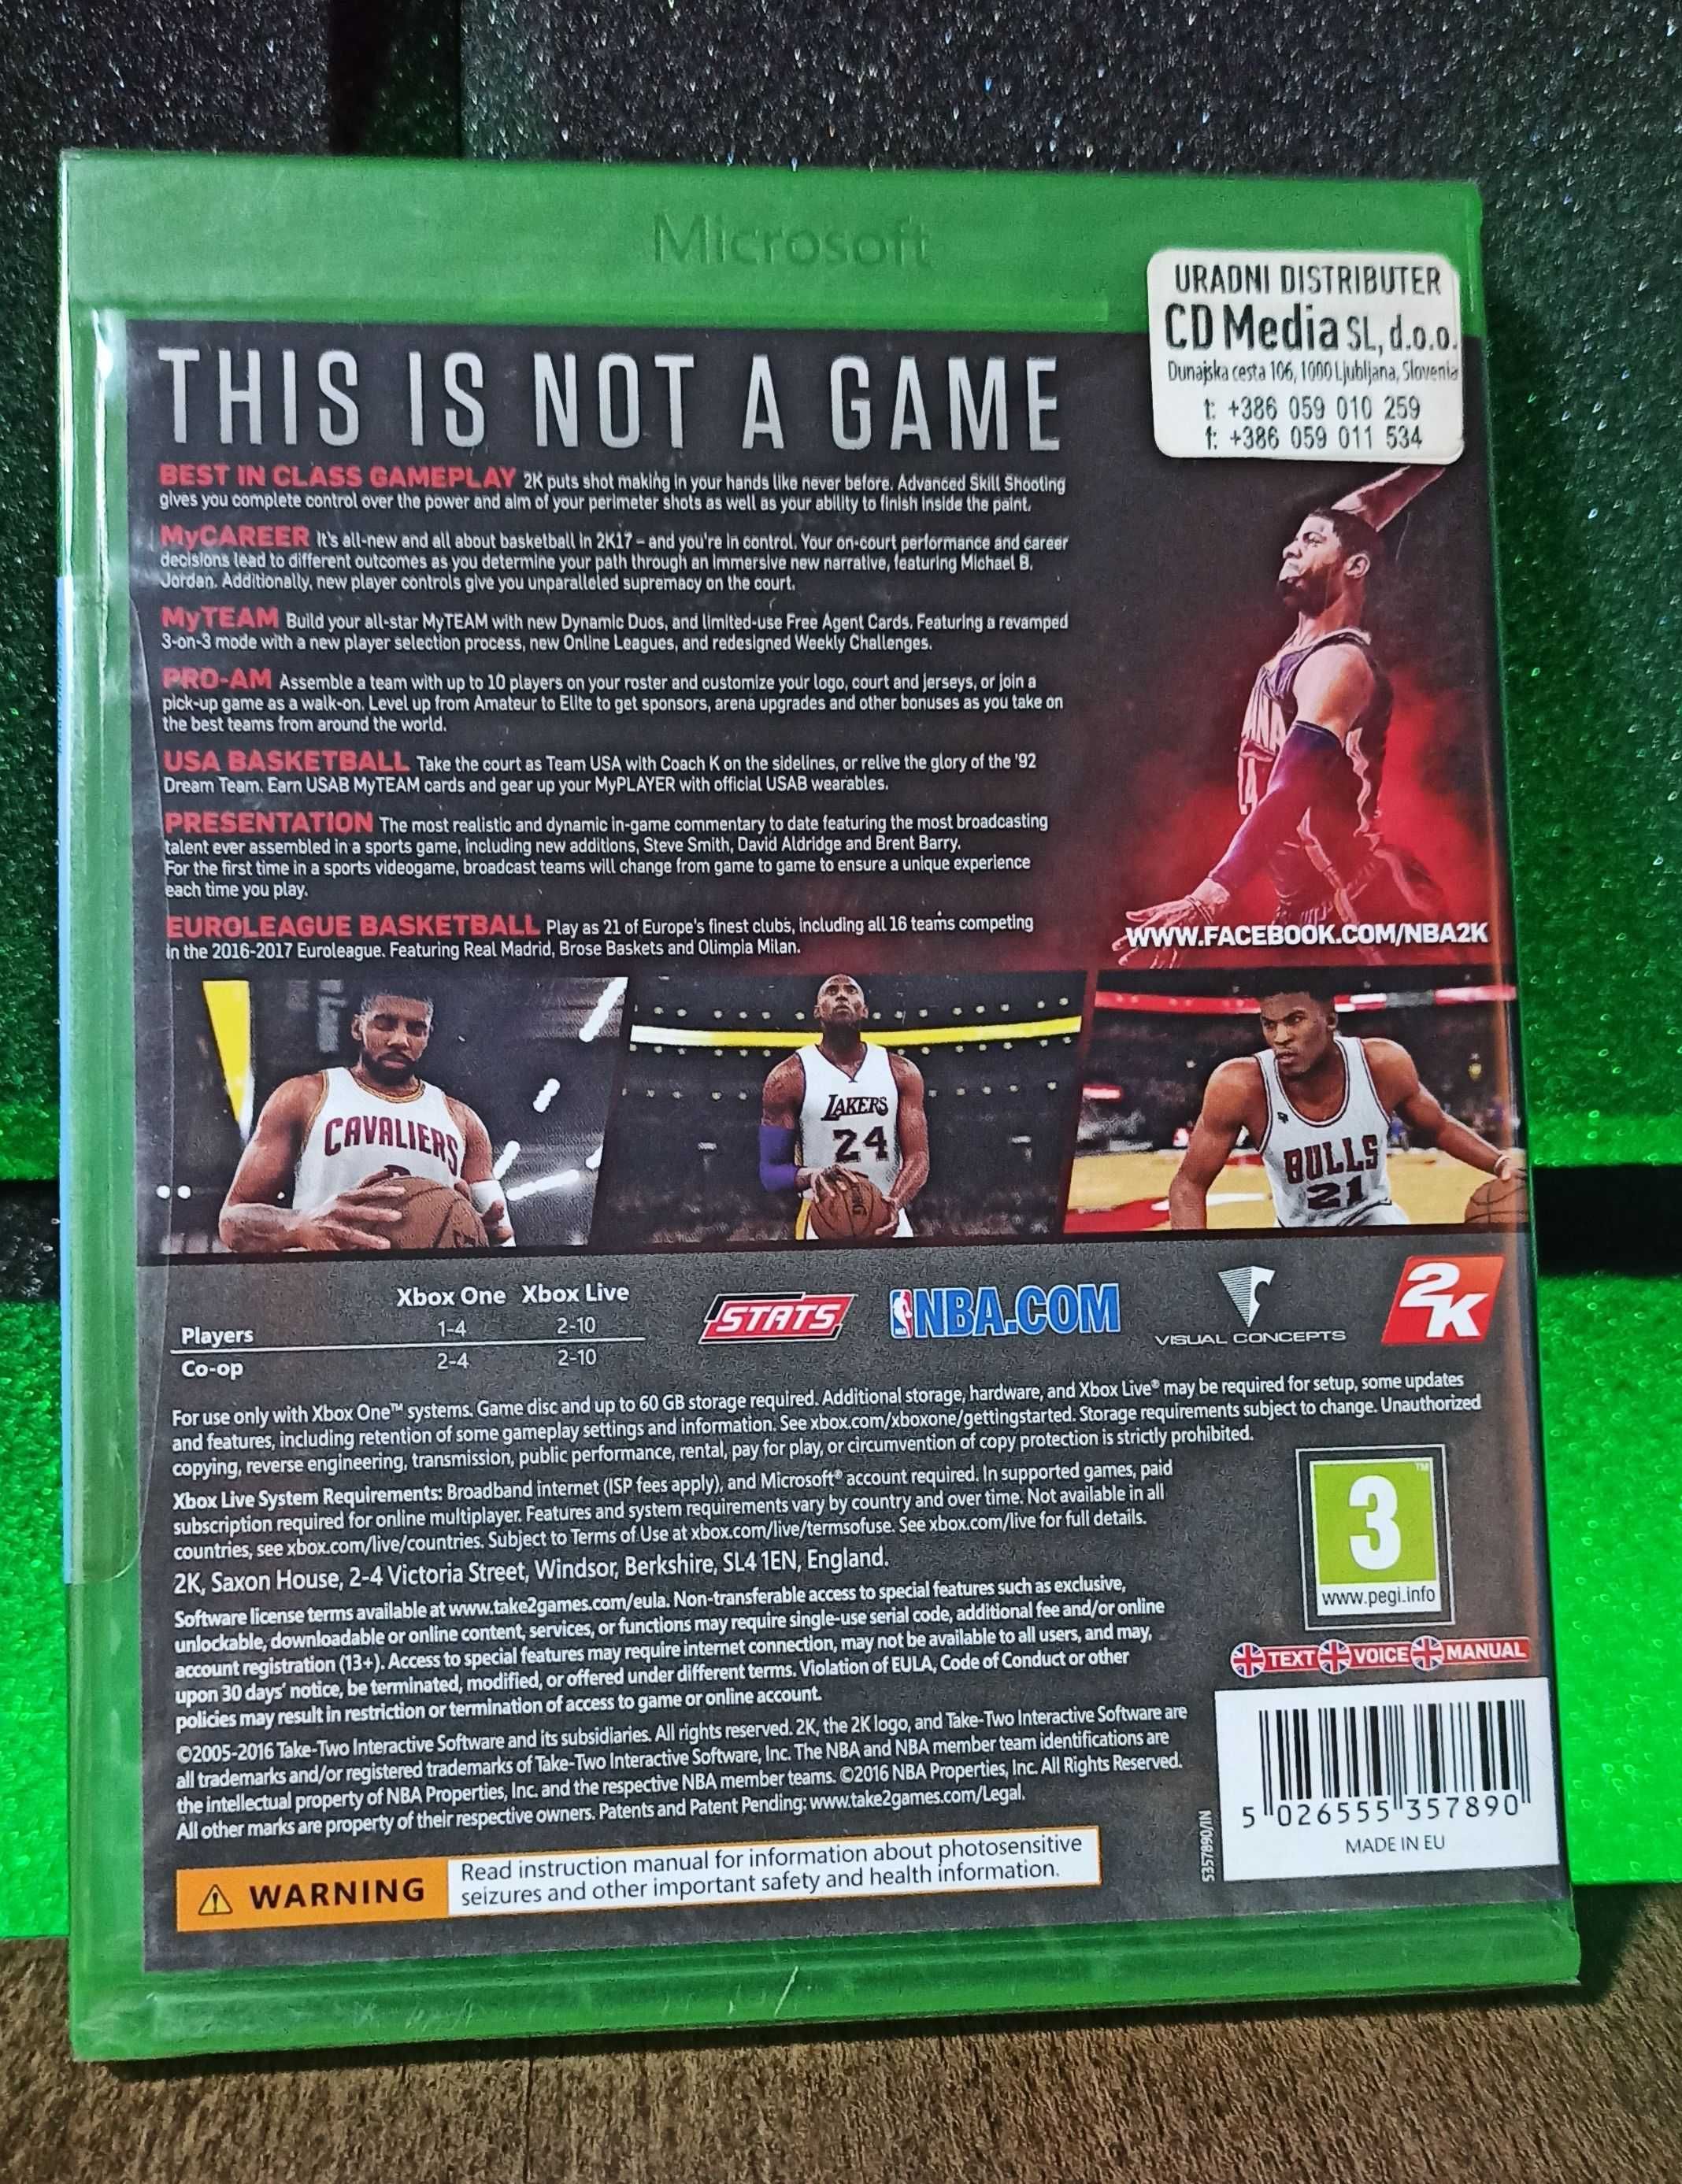 Microsoft
URADNI DISTRIBUTER
CD Media SL, d.o.o.
Dunajska cesta 106, 1000 Ljubljana, Slovenia
t: +386 059 010 259
f: +386 059 011 534
THIS IS NOT A GAME
BEST IN CLASS GAMEPLAY 2K puts shot making in your hands like never before. Advanced Skill Shooting
gives you complete control over the power and aim of your perimeter shots as well as your ability to finish inside the paint.
MyCAREER It's all-new and all about basketball in 2K17 – and you're in control. Your on-court performance and career
decisions lead to different outcomes as you determine your path through an immersive new narrative, featuring Michael B.
Jordan. Additionally, new player controls give you unparalleled supremacy on the court.
MyTEAM Build your all-star MyTEAM with new Dynamic Duos, and limited-use Free Agent Cards. Featuring a revamped
3-on-3 mode with a new player selection process, new Online Leagues, and redesigned Weekly Challenges.
PRO-AM Assemble a team with up to 10 players on your roster and customize your logo, court and jerseys, or join a
pick-up game as a walk-on. Level up from Amateur to Elite to get sponsors, arena upgrades and other bonuses as you take on
the best teams from around the world.
USA BASKETBALL Take the court as Team USA with Coach K on the sidelines, or relive the glory of the '92
Dream Team. Earn USAB MyTEAM cards and gear up your MyPLAYER with official USAB wearables.
PRESENTATION The most realistic and dynamic in-game commentary to date featuring the most broadcasting
talent ever assembled in a sports game, including new additions, Steve Smith, David Aldridge and Brent Barry.
For the first time in a sports videogame, broadcast teams will change from game to game to ensure a unique experience
each time you play.
EUROLEAGUE BASKETBALL Play as 21 of Europe's finest clubs, including all 16 teams competing
in the 2016-2017 Euroleague. Featuring Real Madrid, Brose Baskets and Olimpia Milan.
WWW.FACEBOOK.COM/NBA2K
CAVALIERS
LAKERS
24
BULLS
21
Xbox One Xbox Live
Players 1-4 2-10
Co-op 2-4 2-10
STATS
NBA.COM
VISUAL CONCEPTS
2K
For use only with Xbox One™ systems. Game disc and up to 60 GB storage required. Additional storage, hardware, and Xbox Live® may be required for setup, some updates
and features, including retention of some gameplay settings and information. See xbox.com/xboxone/gettingstarted. Storage requirements subject to change. Unauthorized
copying, reverse engineering, transmission, public performance, rental, pay for play, or circumvention of copy protection is strictly prohibited.
Xbox Live System Requirements: Broadband internet (ISP fees apply), and Microsoft® account required. In supported games, paid
subscription required for online multiplayer. Features and system requirements vary by country and over time. Not available in all
countries, see xbox.com/live/countries. Subject to Terms of Use at xbox.com/live/termsofuse. See xbox.com/live for full details.
2K, Saxon House, 2-4 Victoria Street, Windsor, Berkshire, SL4 1EN, England.
Software license terms available at www.take2games.com/eula. Non-transferable access to special features such as exclusive,
unlockable, downloadable or online content, services, or functions may require single-use serial code, additional fee and/or online
account registration (13+). Access to special features may require internet connection, may not be available to all users, and may,
upon 30 days' notice, be terminated, modified, or offered under different terms. Violation of EULA, Code of Conduct or other
policies may result in restriction or termination of access to game or online account.
©2005-2016 Take-Two Interactive Software and its subsidiaries. All rights reserved. 2K, the 2K logo, and Take-Two Interactive Software are
all trademarks and/or registered trademarks of Take-Two Interactive Software, Inc. The NBA and NBA member team identifications are
the intellectual property of NBA Properties, Inc. and the respective NBA member teams. ©2016 NBA Properties, Inc. All Rights Reserved.
All other marks are property of their respective owners. Patents and Patent Pending: www.take2games.com/Legal.
3
www.pegi.info
TEXT VOICE MANUAL
5357890/IN
5 026555 357890
MADE IN EU
WARNING
Read instruction manual for information about photosensitive
seizures and other important safety and health information.